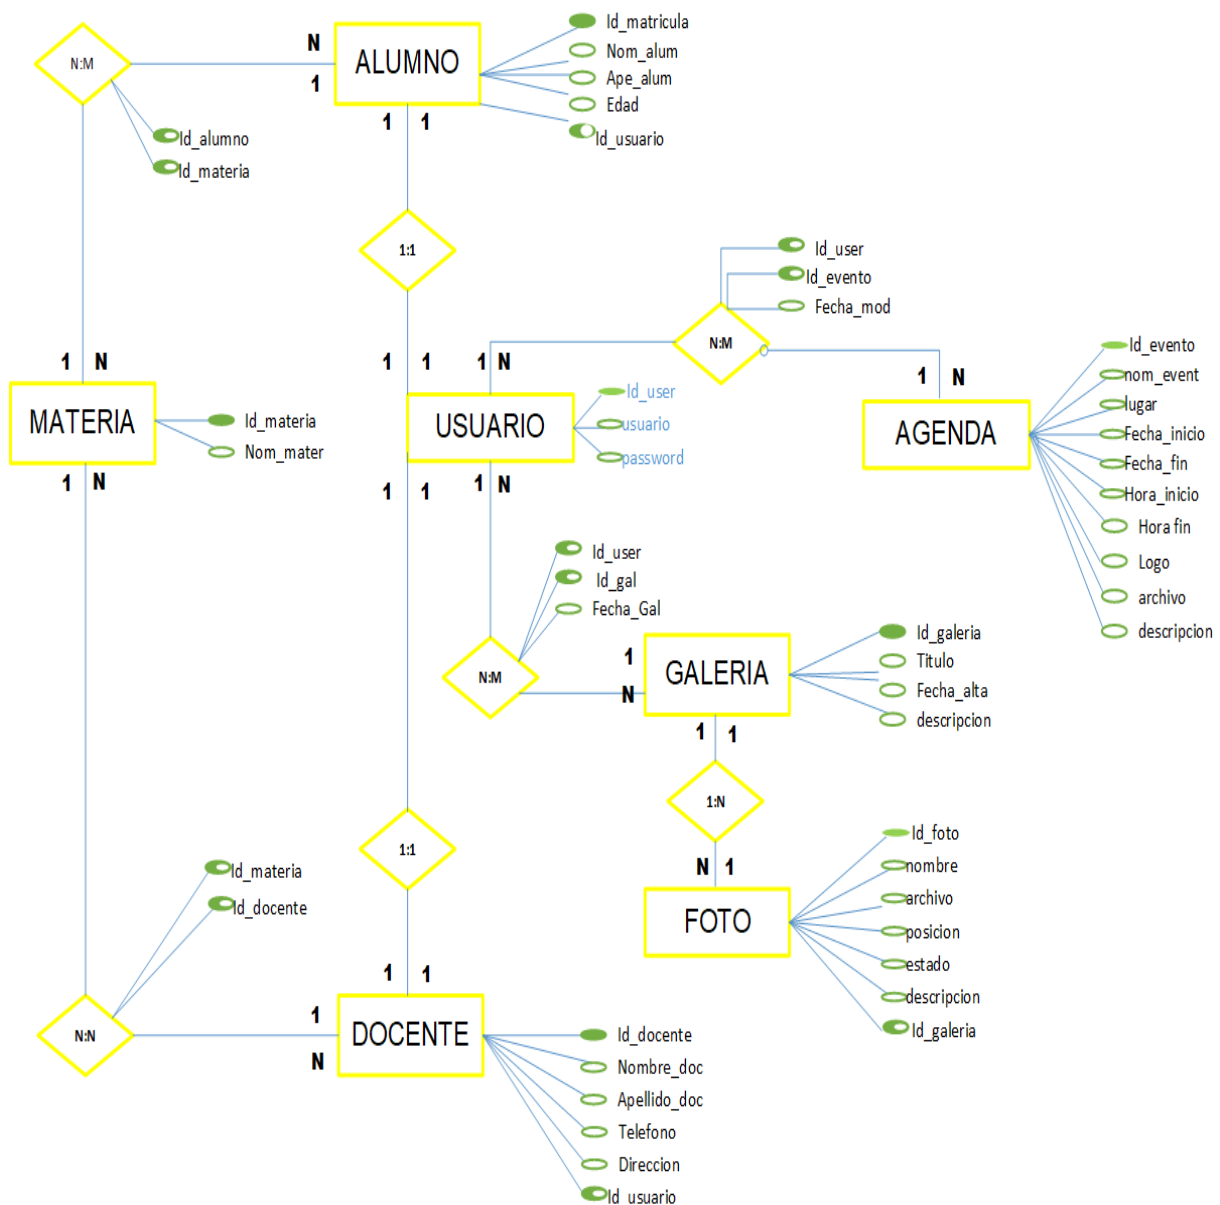 N:M
N
1
ALUMNO
Id_matricula
Nom_alum
Ape_alum
Edad
Id_usuario
Id_alumno
Id_materia
1 1
1:1
Id_user
Id_evento
Fecha_mod
N:M
1 N
1 1
1 N
1 N
MATERIA
Id_materia
Nom_mater
USUARIO
Id_user
usuario
password
AGENDA
Id_evento
nom_event
lugar
Fecha_inicio
Fecha_fin
Hora_inicio
Hora fin
Logo
archivo
descripcion
1 N
1 1
1 N
Id_user
Id_gal
Fecha_Gal
N:M
1
N
GALERIA
Id_galeria
Titulo
Fecha_alta
descripcion
1 1
1:N
N 1
FOTO
Id_foto
nombre
archivo
posicion
estado
descripcion
Id_galeria
1:1
Id_materia
Id_docente
1 1
N:N
1
N
DOCENTE
Id_docente
Nombre_doc
Apellido_doc
Telefono
Direccion
Id_usuario